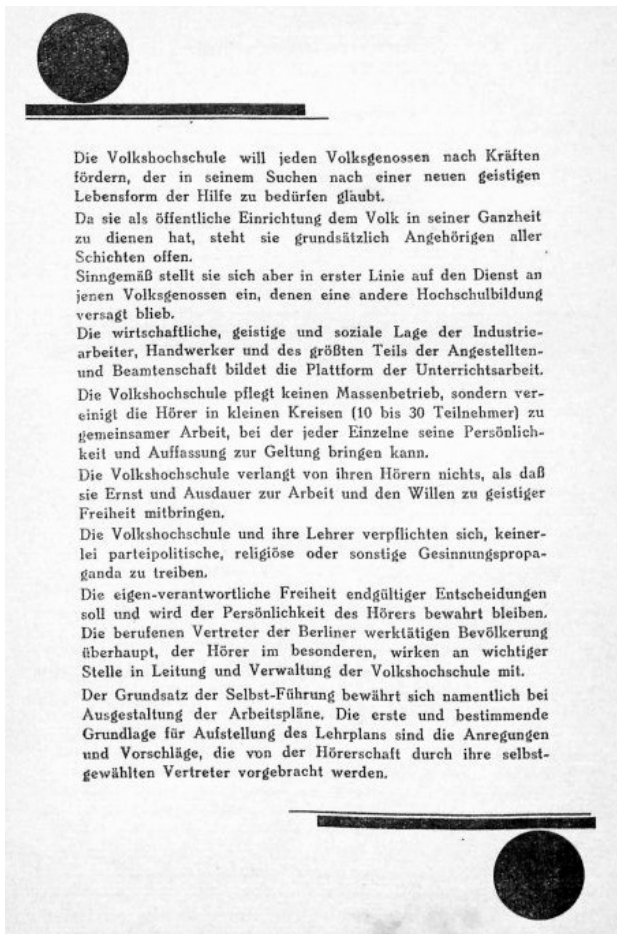 Die Volkshochschule will jeden Volksgenossen nach Kräften
fördern, der in seinem Suchen nach einer neuen geistigen
Lebensform der Hilfe zu bedürfen glaubt.
Da sie als öffentliche Einrichtung dem Volk in seiner Ganzheit
zu dienen hat, steht sie grundsätzlich Angehörigen aller
Schichten offen.
Sinngemäß stellt sie sich aber in erster Linie auf den Dienst an
jenen Volksgenossen ein, denen eine andere Hochschulbildung
versagt blieb.
Die wirtschaftliche, geistige und soziale Lage der Industrie-
arbeiter, Handwerker und des größten Teils der Angestellten-
und Beamtenschaft bildet die Plattform der Unterrichtsarbeit.
Die Volkshochschule pflegt keinen Massenbetrieb, sondern ver-
einigt die Hörer in kleinen Kreisen (10 bis 30 Teilnehmer) zu
gemeinsamer Arbeit, bei der jeder Einzelne seine Persönlich-
keit und Auffassung zur Geltung bringen kann.
Die Volkshochschule verlangt von ihren Hörern nichts, als daß
sie Ernst und Ausdauer zur Arbeit und den Willen zu geistiger
Freiheit mitbringen.
Die Volkshochschule und ihre Lehrer verpflichten sich, keiner-
lei parteipolitische, religiöse oder sonstige Gesinnungspropa-
ganda zu treiben.
Die eigen-verantwortliche Freiheit endgültiger Entscheidungen
soll und wird der Persönlichkeit des Hörers bewahrt bleiben.
Die berufenen Vertreter der Berliner werktätigen Bevölkerung
überhaupt, der Hörer im besonderen, wirken an wichtiger
Stelle in Leitung und Verwaltung der Volkshochschule mit.
Der Grundsatz der Selbst-Führung bewährt sich namentlich bei
Ausgestaltung der Arbeitspläne. Die erste und bestimmende
Grundlage für Aufstellung des Lehrplans sind die Anregungen
und Vorschläge, die von der Hörerschaft durch ihre selbst-
gewählten Vertreter vorgebracht werden.